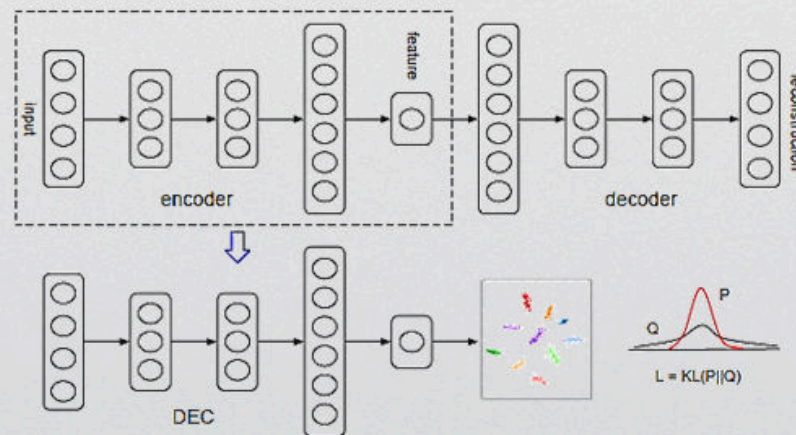 input
feature
encoder
decoder
DEC
P
Q
L = KL(P||Q)